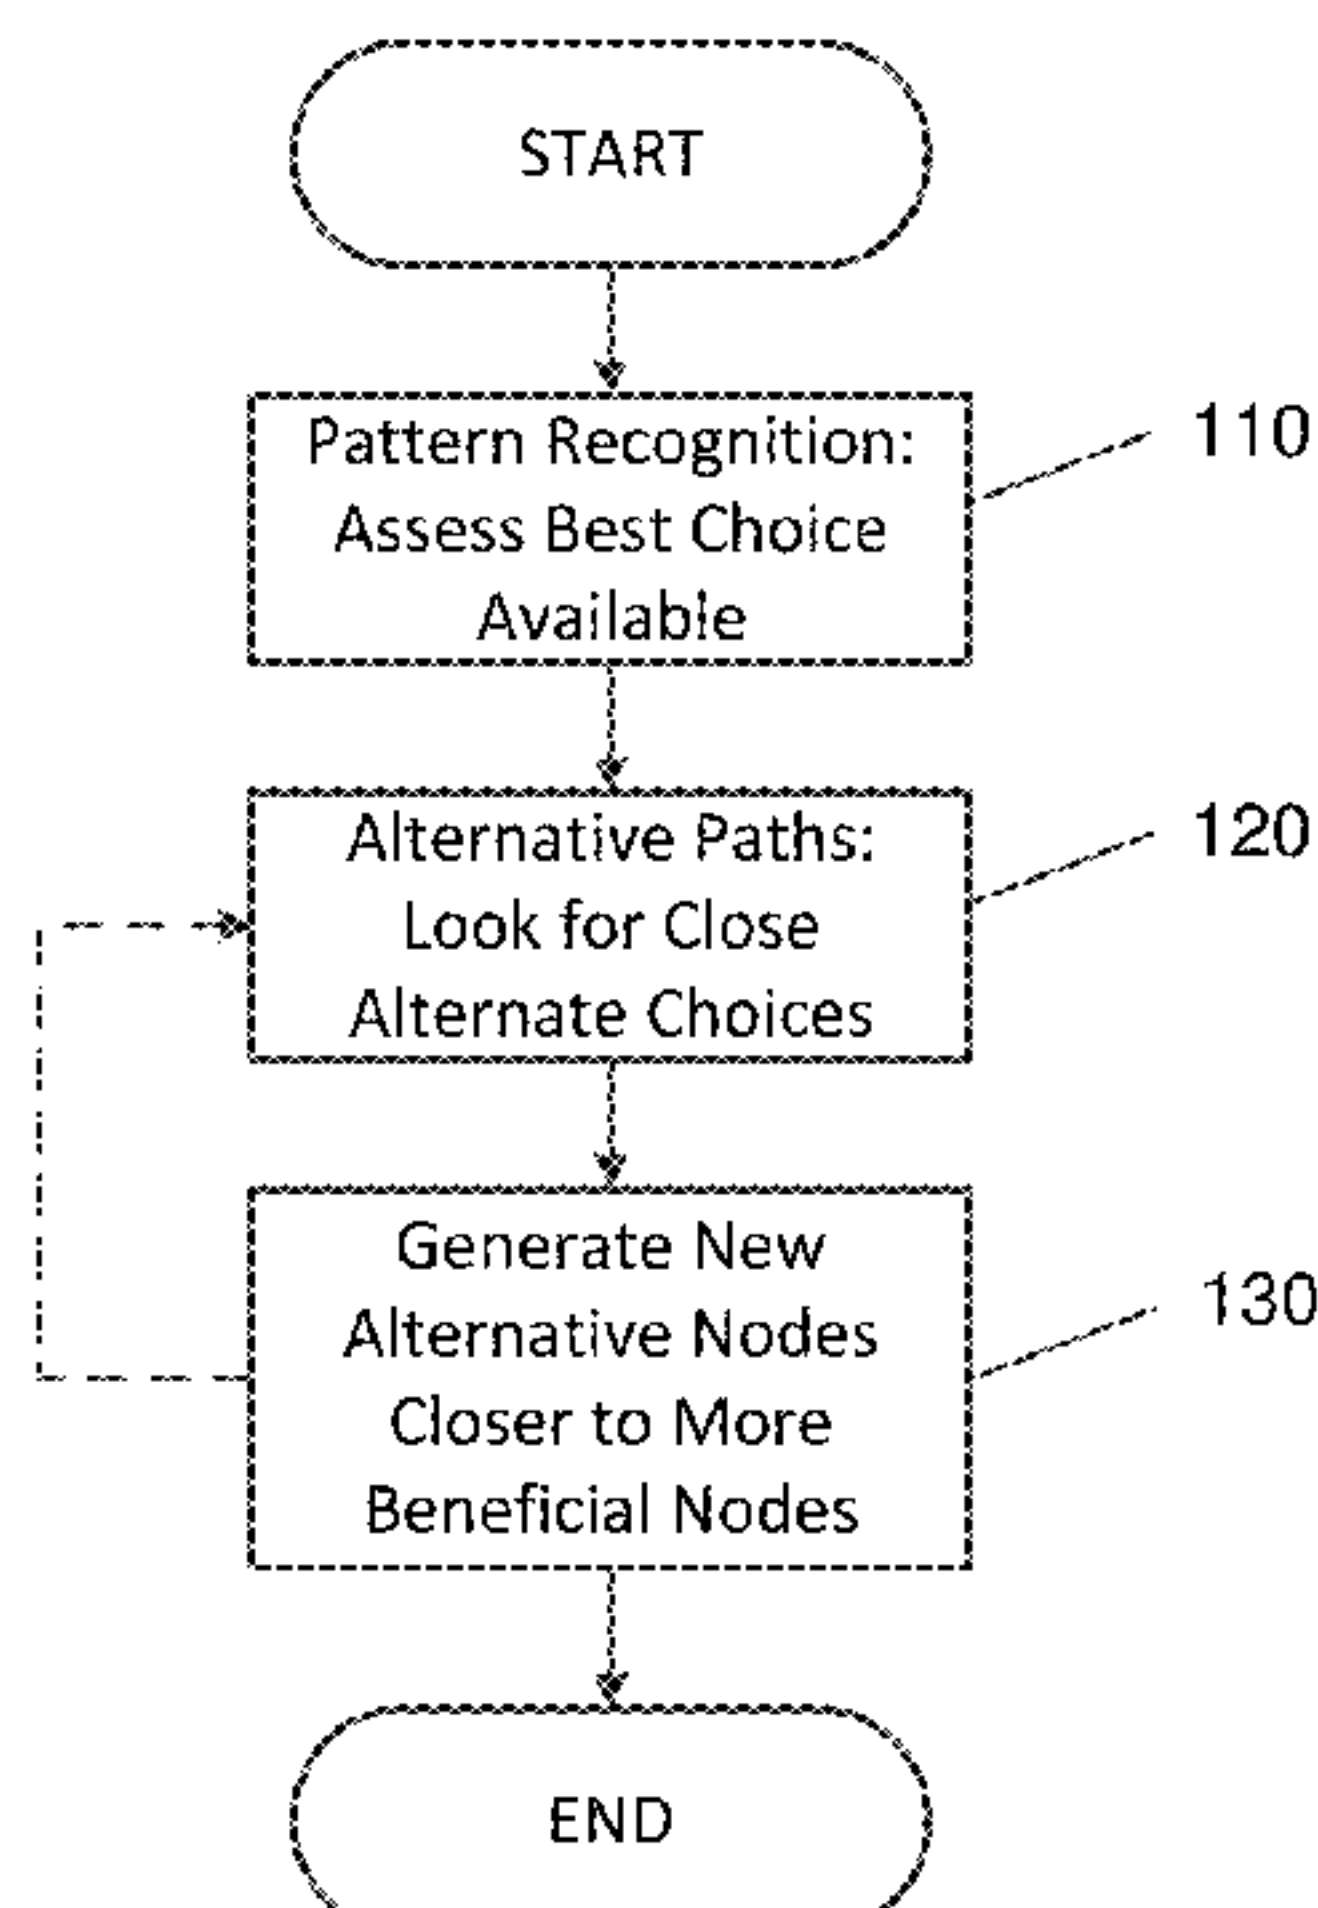 START
Pattern Recognition:
Assess Best Choice
Available
110
Alternative Paths:
Look for Close
Alternate Choices
120
Generate New
Alternative Nodes
Closer to More
Beneficial Nodes
130
END